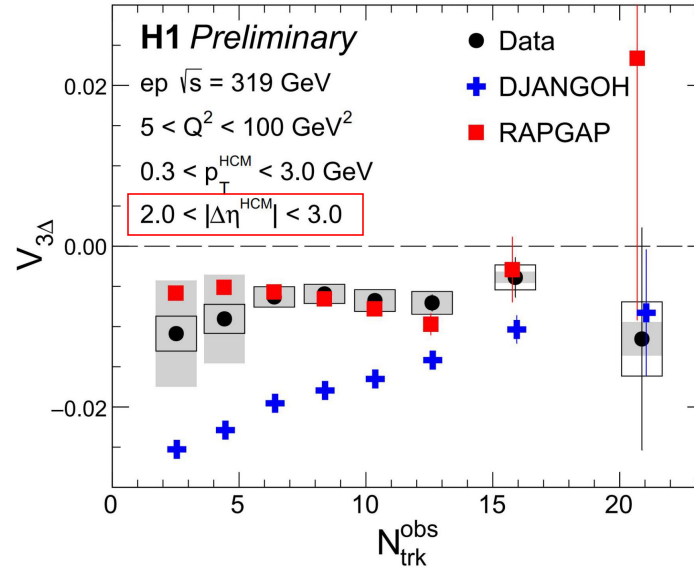 H1 Preliminary
ep √s = 319 GeV
5 < Q² < 100 GeV²
0.3 < p_T^HCM < 3.0 GeV
2.0 < |Δη^HCM| < 3.0
Data
DJANGOH
RAPGAP
V_3Δ
0.02
0.00
−0.02
0 5 10 15 20
N_trk^obs